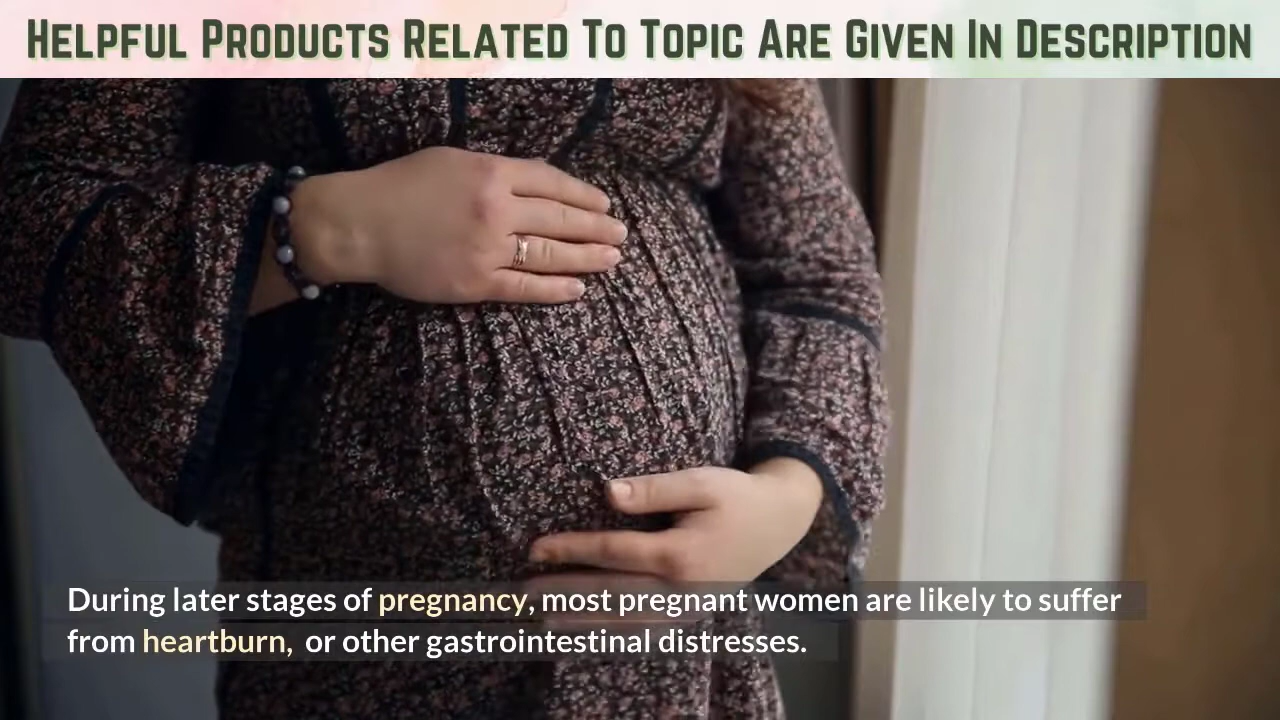 Helpful Products Related To Topic Are Given In Description
During later stages of pregnancy, most pregnant women are likely to suffer
from heartburn, or other gastrointestinal distresses.